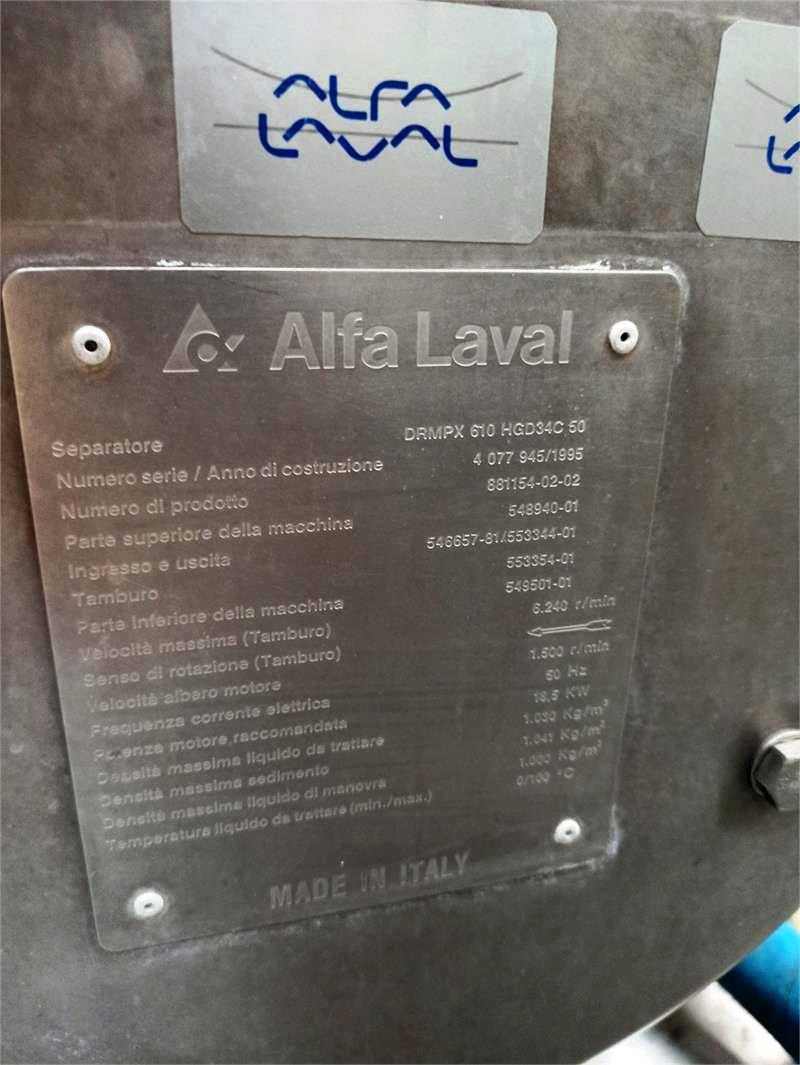 ALFA
LAVAL
Alfa Laval
Separatore DRMPX 610 HGD34C 50
Numero serie / Anno di costruzione 4 077 945/1995
Numero di prodotto 881154-02-02
Parte superiore della macchina 548940-01
Ingresso e uscita 546657-81/553344-01
Tamburo 553354-01
Parte inferiore della macchina 549501-01
Velocità massima (Tamburo) 6.240 r/min
Senso di rotazione (Tamburo)
Velocità albero motore 1.500 r/min
Frequenza corrente elettrica 50 Hz
Potenza motore raccomandata 18,5 KW
Densità massima liquido da trattare 1.030 Kg/m³
Densità massima sedimento 1.041 Kg/m³
Densità massima liquido di manovra 1.000 Kg/m³
Temperatura liquido da trattare (min./max.) 0/100 °C
MADE IN ITALY